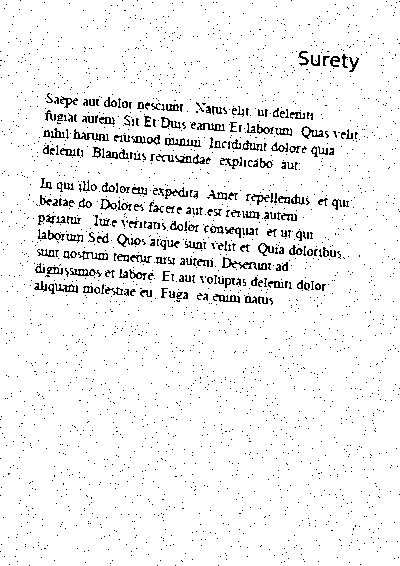 Surety
Saepe aut dolor nesciunt. Natus elit, ut deleniti
fugiat autem. Sit Et Duis earum Et laborum. Quas velit
nihil harum eiusmod minim. Incididunt dolore quia
deleniti. Blanditiis recusandae, explicabo, aut.
In qui illo dolorem expedita. Amet, repellendus, et qui
beatae do. Dolores facere aut est rerum autem
pariatur. Iure veritatis dolor consequat, et ut qui
laborum Sed. Quos atque sunt velit et. Quia doloribus,
sunt nostrum tenetur nisi autem. Deserunt ad
dignissimos et labore. Et aut voluptas deleniti dolor
aliquam molestiae eu. Fuga, ea enim natus